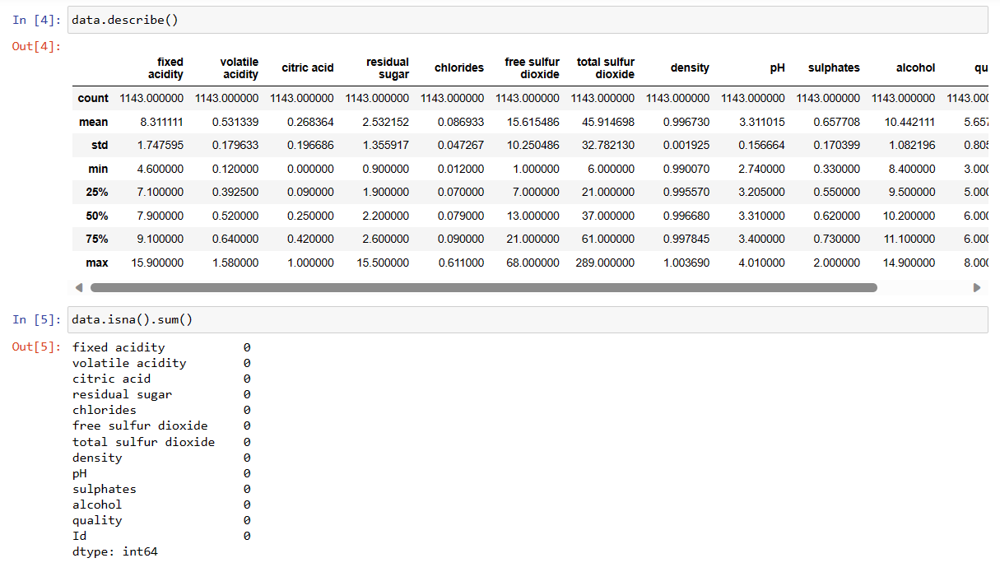 In [4]: data.describe()
Out[4]:
fixed acidity volatile acidity citric acid residual sugar chlorides free sulfur dioxide total sulfur dioxide density pH sulphates alcohol qu
count 1143.000000 1143.000000 1143.000000 1143.000000 1143.000000 1143.000000 1143.000000 1143.000000 1143.000000 1143.000000 1143.000000 1143.000
mean 8.311111 0.531339 0.268364 2.532152 0.086933 15.615486 45.914698 0.996730 3.311015 0.657708 10.442111 5.657
std 1.747595 0.179633 0.196686 1.355917 0.047267 10.250486 32.782130 0.001925 0.156664 0.170399 1.082196 0.805
min 4.600000 0.120000 0.000000 0.900000 0.012000 1.000000 6.000000 0.990070 2.740000 0.330000 8.400000 3.000
25% 7.100000 0.392500 0.090000 1.900000 0.070000 7.000000 21.000000 0.995570 3.205000 0.550000 9.500000 5.000
50% 7.900000 0.520000 0.250000 2.200000 0.079000 13.000000 37.000000 0.996680 3.310000 0.620000 10.200000 6.000
75% 9.100000 0.640000 0.420000 2.600000 0.090000 21.000000 61.000000 0.997845 3.400000 0.730000 11.100000 6.000
max 15.900000 1.580000 1.000000 15.500000 0.611000 68.000000 289.000000 1.003690 4.010000 2.000000 14.900000 8.000
In [5]: data.isna().sum()
Out[5]: fixed acidity 0
volatile acidity 0
citric acid 0
residual sugar 0
chlorides 0
free sulfur dioxide 0
total sulfur dioxide 0
density 0
pH 0
sulphates 0
alcohol 0
quality 0
Id 0
dtype: int64